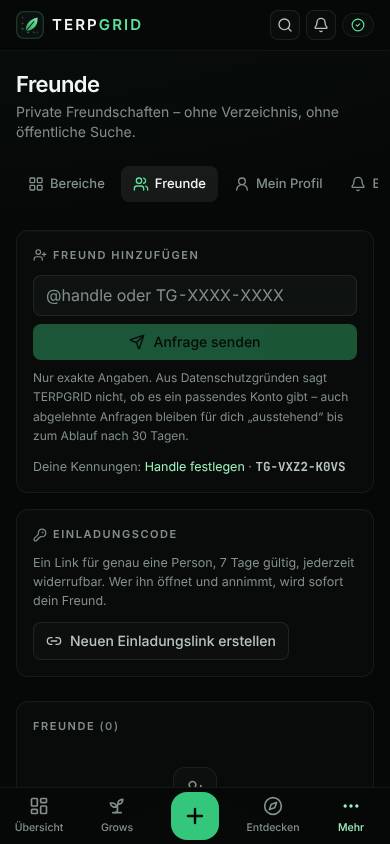 TERPGRID
Freunde
Private Freundschaften – ohne Verzeichnis, ohne
öffentliche Suche.
Bereiche
Freunde
Mein Profil
FREUND HINZUFÜGEN
@handle oder TG-XXXX-XXXX
Anfrage senden
Nur exakte Angaben. Aus Datenschutzgründen sagt
TERPGRID nicht, ob es ein passendes Konto gibt – auch
abgelehnte Anfragen bleiben für dich „ausstehend“ bis
zum Ablauf nach 30 Tagen.
Deine Kennungen: Handle festlegen · TG-VXZ2-K0VS
EINLADUNGSCODE
Ein Link für genau eine Person, 7 Tage gültig, jederzeit
widerrufbar. Wer ihn öffnet und annimmt, wird sofort
dein Freund.
Neuen Einladungslink erstellen
FREUNDE (0)
Übersicht
Grows
Entdecken
Mehr